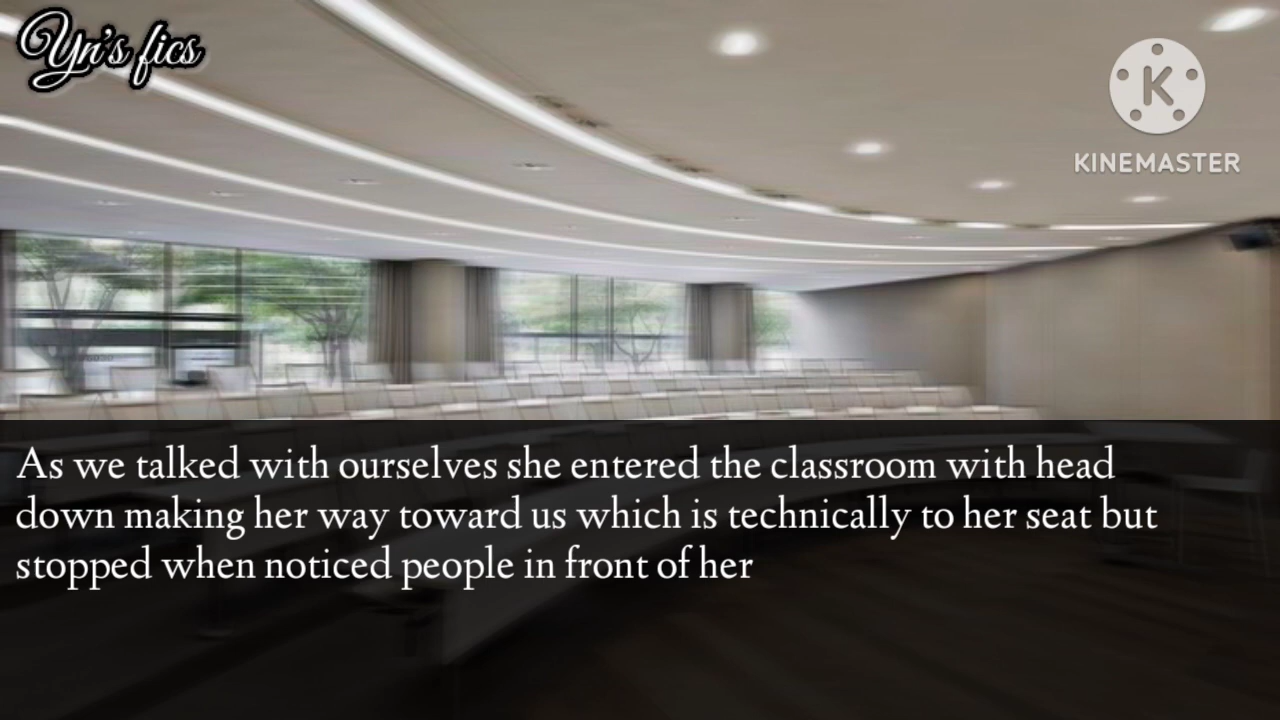 Yn's fics
KINEMASTER
As we talked with ourselves she entered the classroom with head
down making her way toward us which is technically to her seat but
stopped when noticed people in front of her